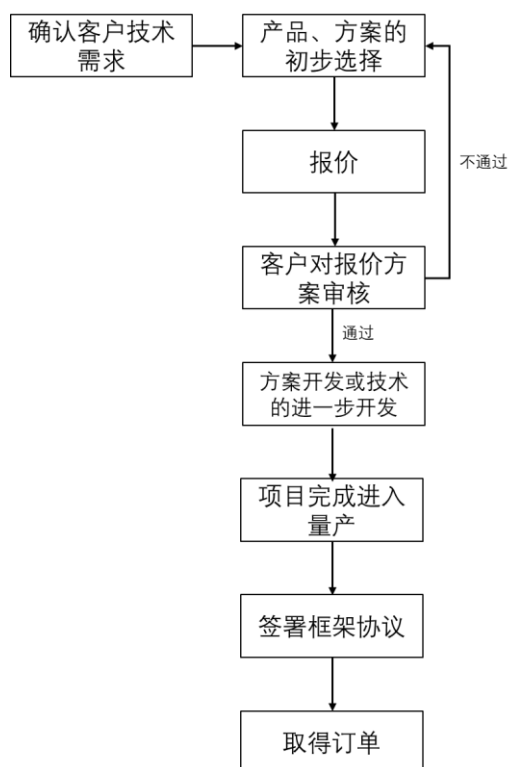 确认客户技术
需求
产品、方案的
初步选择
报价
不通过
客户对报价方
案审核
通过
方案开发或技术
的进一步开发
项目完成进入
量产
签署框架协议
取得订单